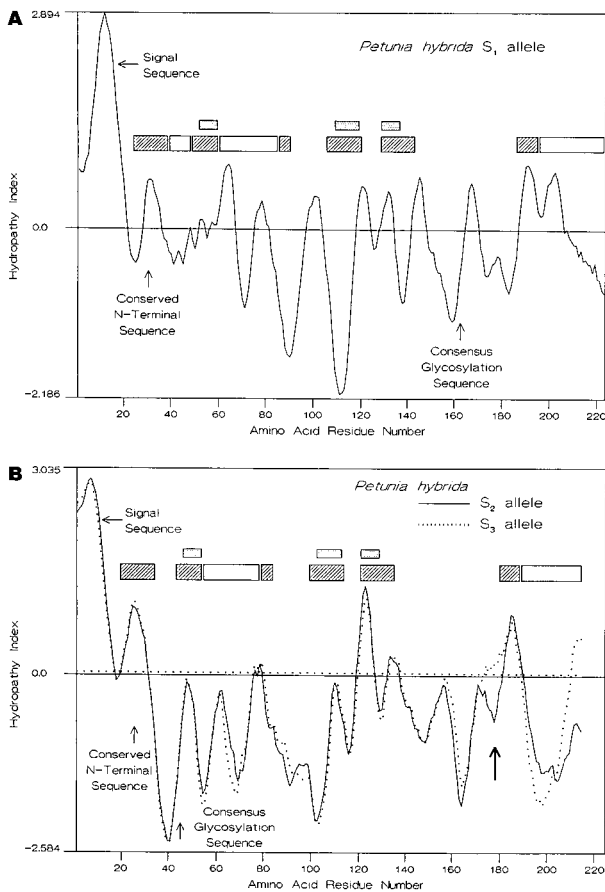 A
2.894
Petunia hybrida S1 allele
Signal
Sequence
Hydropathy Index
0.0
Conserved
N-Terminal
Sequence
Consensus
Glycosylation
Sequence
-2.186
20 40 60 80 100 120 140 160 180 200 220
Amino Acid Residue Number
B
3.035
Petunia hybrida
S2 allele
S3 allele
Signal
Sequence
Hydropathy Index
0.0
Conserved
N-Terminal
Sequence
Consensus
Glycosylation
Sequence
-2.584
20 40 60 80 100 120 140 160 180 200 220
Amino Acid Residue Number